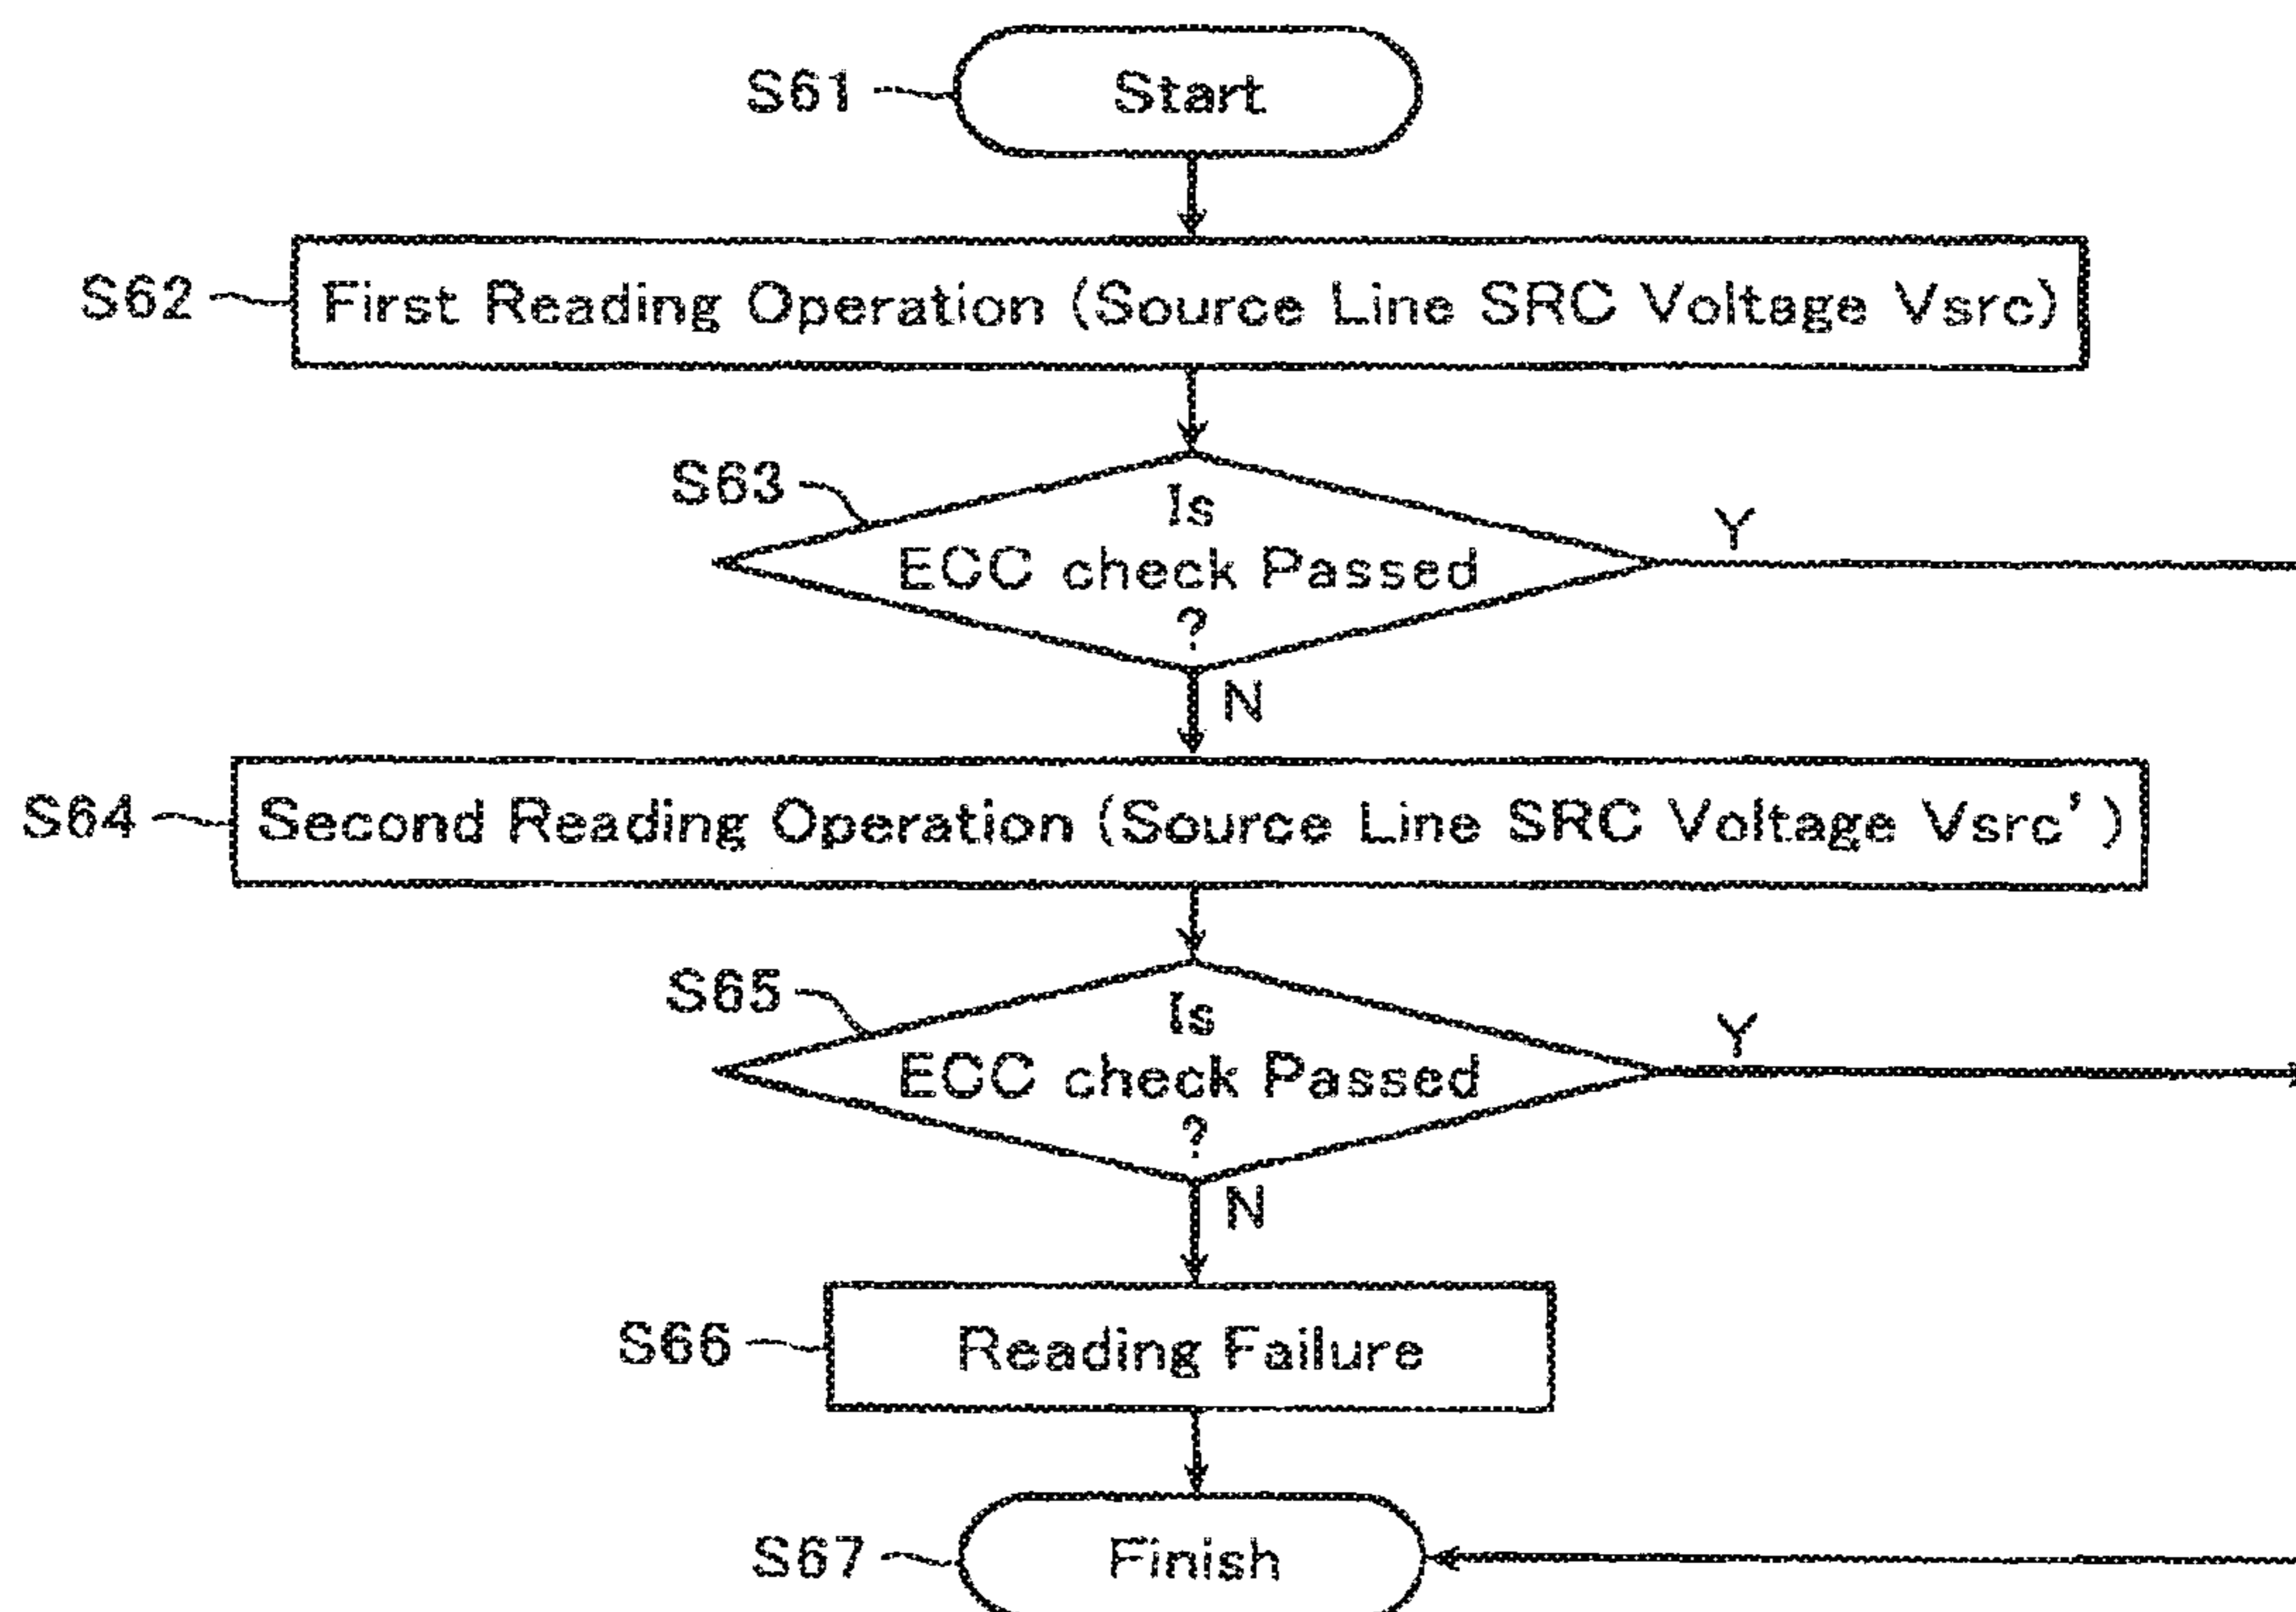 S61
Start
S62
First Reading Operation (Source Line SRC Voltage Vsrc)
S63
Is
ECC check Passed
?
Y
N
S64
Second Reading Operation (Source Line SRC Voltage Vsrc')
S65
Is
ECC check Passed
?
Y
N
S66
Reading Failure
S67
Finish